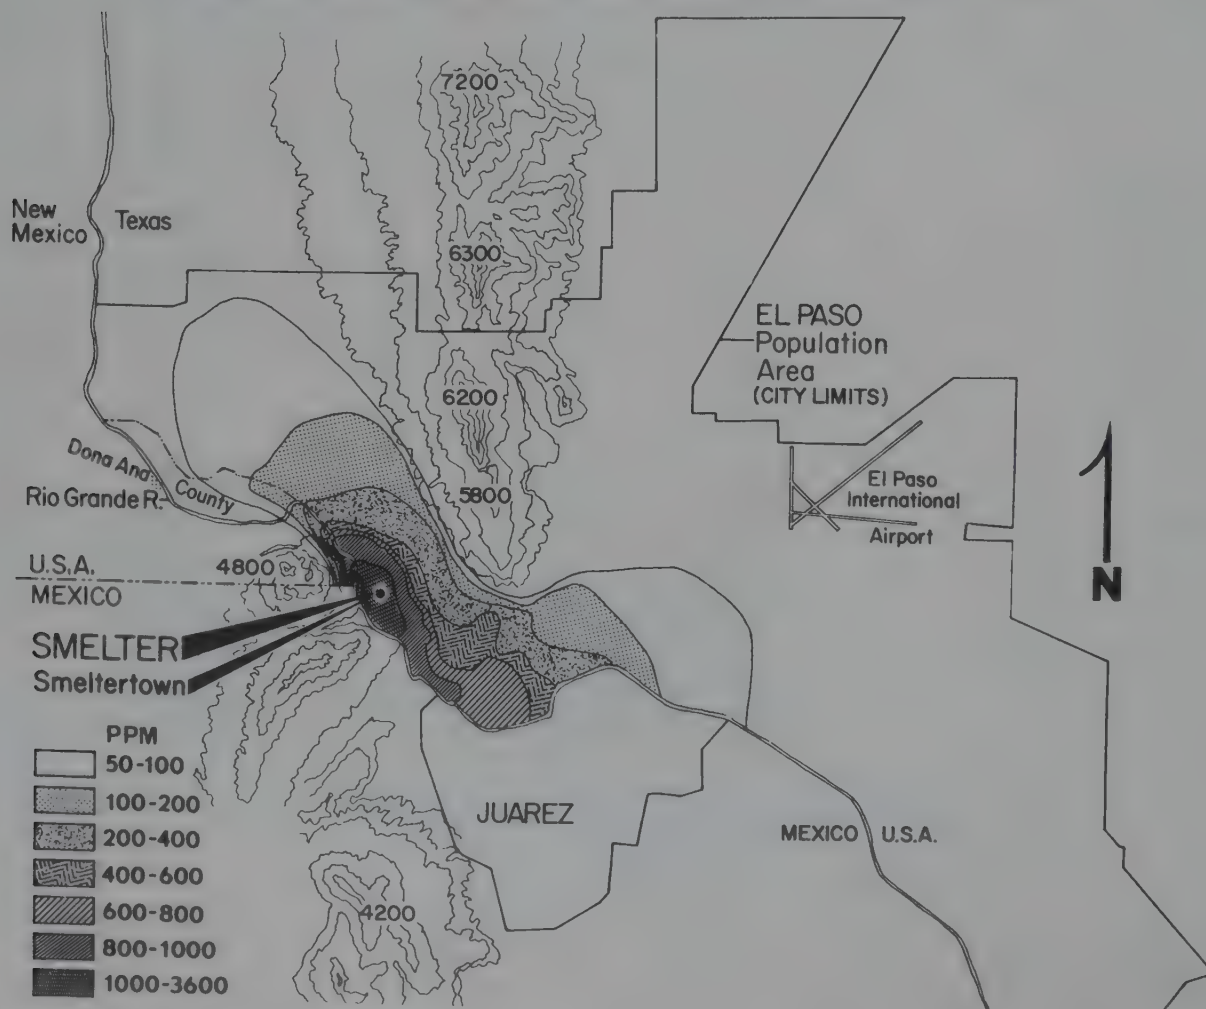 7200
New
Mexico
Texas
6300
EL PASO
Population
Area
(CITY LIMITS)
6200
Dona Ana
County
Rio Grande R.
5800
El Paso
International
Airport
U.S.A.
4800
MEXICO
N
SMELTER
Smeltertown
PPM
50-100
100-200
200-400
400-600
600-800
800-1000
1000-3600
JUAREZ
MEXICO
U.S.A.
4200